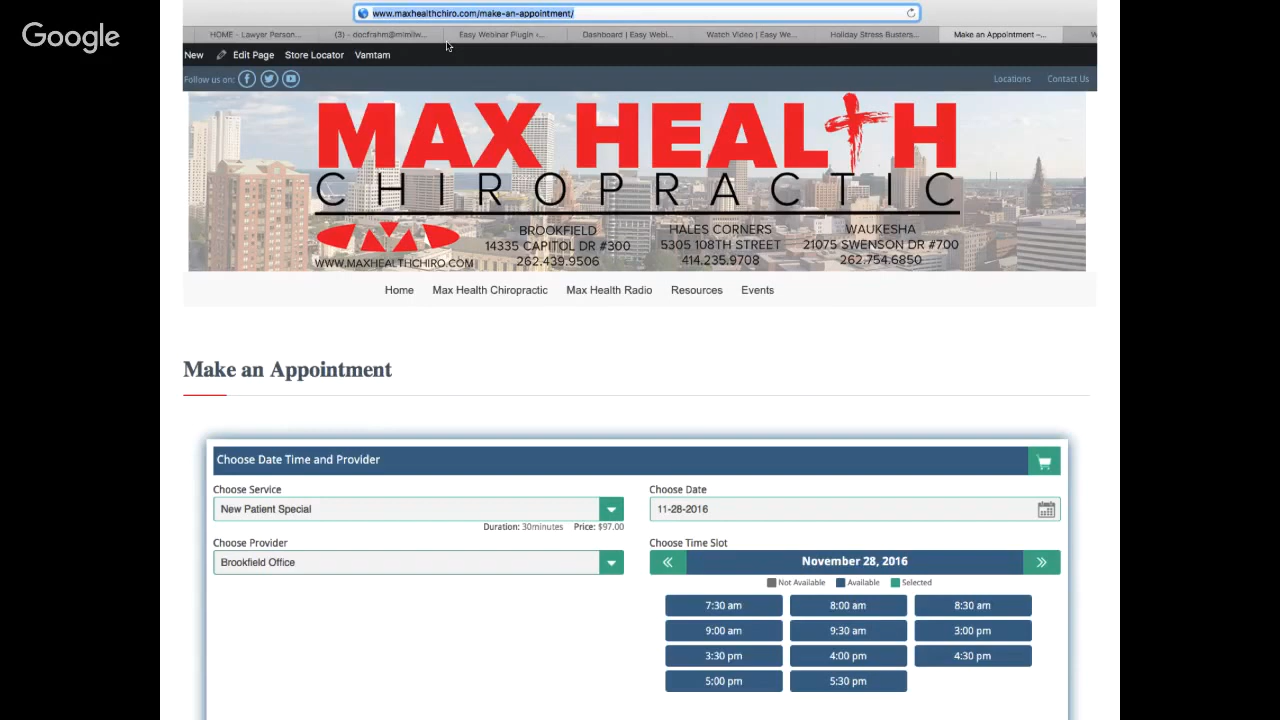 Google
www.maxhealthchiro.com/make-an-appointment/
HOME - Lawyer Person... (3) - docfrahm@mlmilw... Easy Webinar Plugin ‹... Dashboard | Easy Webi... Watch Video | Easy We... Holiday Stress Busters... Make an Appointment –... W
New Edit Page Store Locator Vamtam
Follow us on: Locations Contact Us
MAX HEALTH
CHIROPRACTIC
BROOKFIELD HALES CORNERS WAUKESHA
14335 CAPITOL DR #300 5305 108TH STREET 21075 SWENSON DR #700
WWW.MAXHEALTHCHIRO.COM 262.439.9506 414.235.9708 262.754.6850
Home Max Health Chiropractic Max Health Radio Resources Events
Make an Appointment
Choose Date Time and Provider
Choose Service Choose Date
New Patient Special 11-28-2016
Duration: 30minutes Price: $97.00
Choose Provider Choose Time Slot
Brookfield Office November 28, 2016
Not Available Available Selected
7:30 am 8:00 am 8:30 am
9:00 am 9:30 am 3:00 pm
3:30 pm 4:00 pm 4:30 pm
5:00 pm 5:30 pm